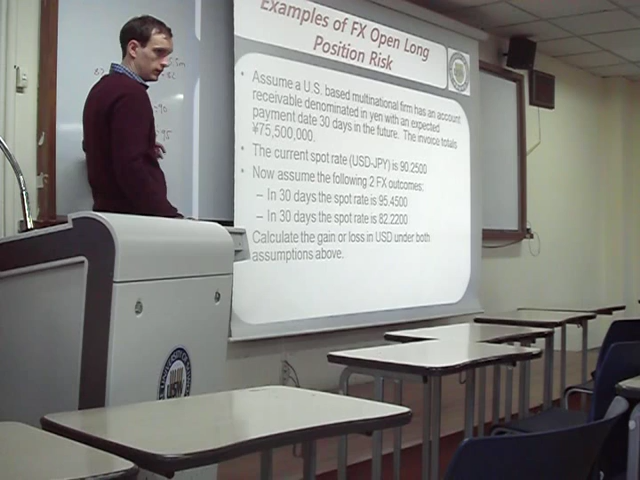 Examples of FX Open Long
Position Risk
• Assume a U.S. based multinational firm has an account
receivable denominated in yen with an expected
payment date 30 days in the future. The invoice totals
¥75,500,000.
• The current spot rate (USD-JPY) is 90.2500
• Now assume the following 2 FX outcomes:
– In 30 days the spot rate is 95.4500
– In 30 days the spot rate is 82.2200
Calculate the gain or loss in USD under both
assumptions above.